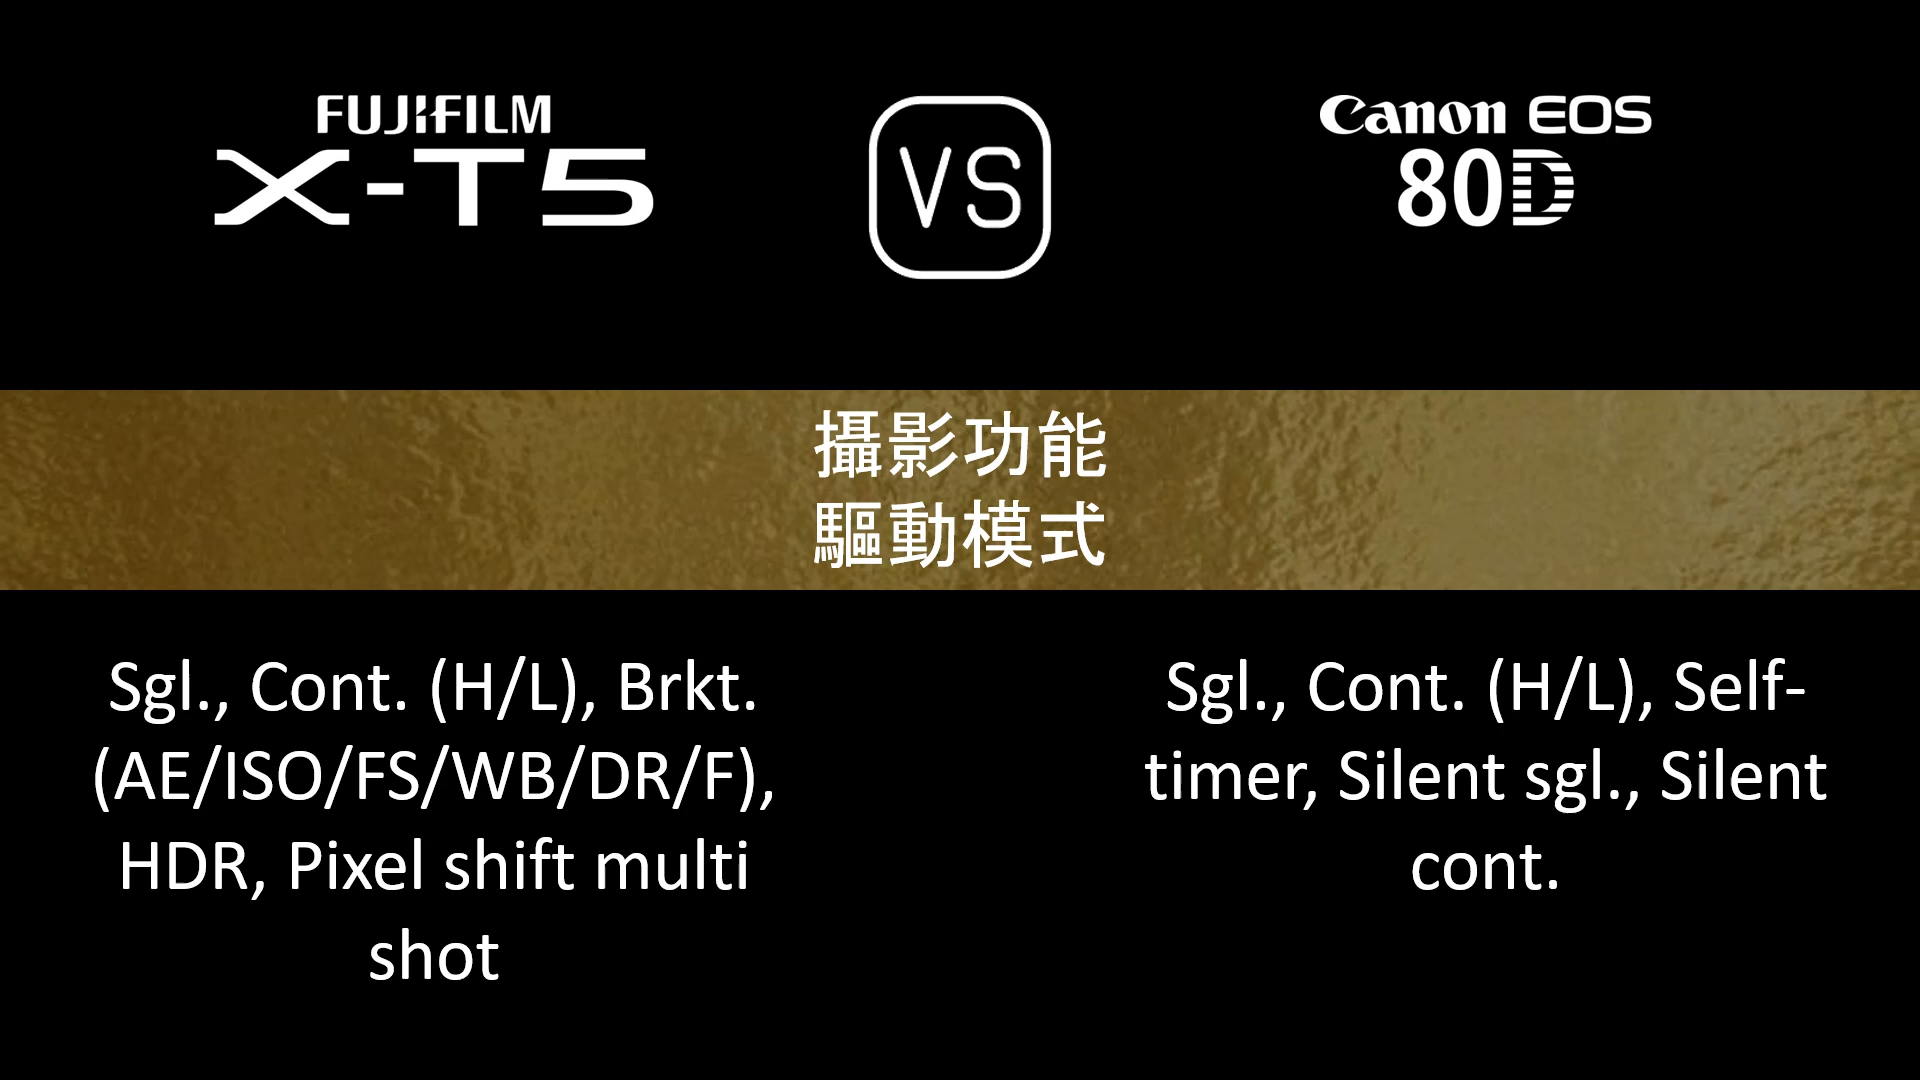 FUJIFILM
X-T5
VS
Canon EOS
80D
攝影功能
驅動模式
Sgl., Cont. (H/L), Brkt.
(AE/ISO/FS/WB/DR/F),
HDR, Pixel shift multi
shot
Sgl., Cont. (H/L), Self-
timer, Silent sgl., Silent
cont.